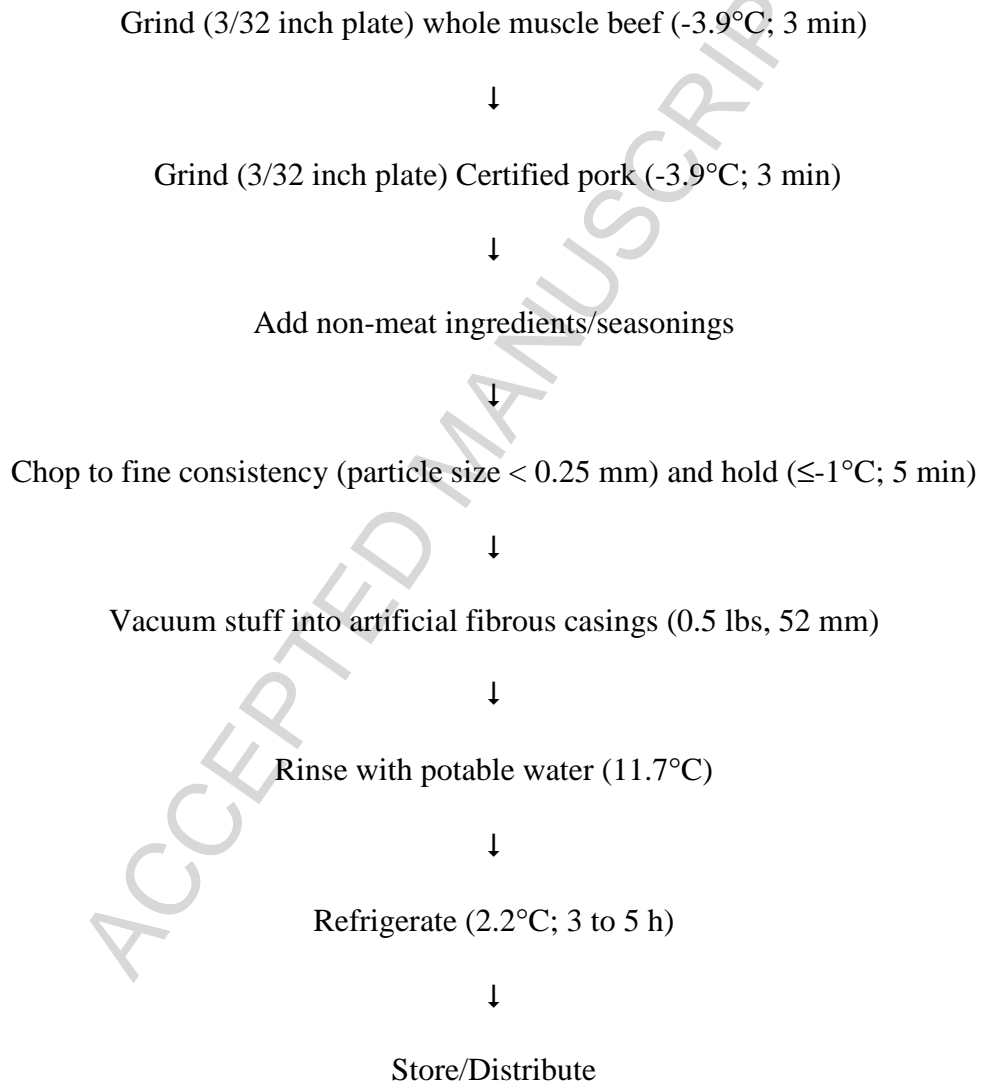 Grind (3/32 inch plate) whole muscle beef (-3.9°C; 3 min)
↓
Grind (3/32 inch plate) Certified pork (-3.9°C; 3 min)
↓
Add non-meat ingredients/seasonings
↓
Chop to fine consistency (particle size < 0.25 mm) and hold (≤-1°C; 5 min)
↓
Vacuum stuff into artificial fibrous casings (0.5 lbs, 52 mm)
↓
Rinse with potable water (11.7°C)
↓
Refrigerate (2.2°C; 3 to 5 h)
↓
Store/Distribute
ACCEPTED MANUSCRIP